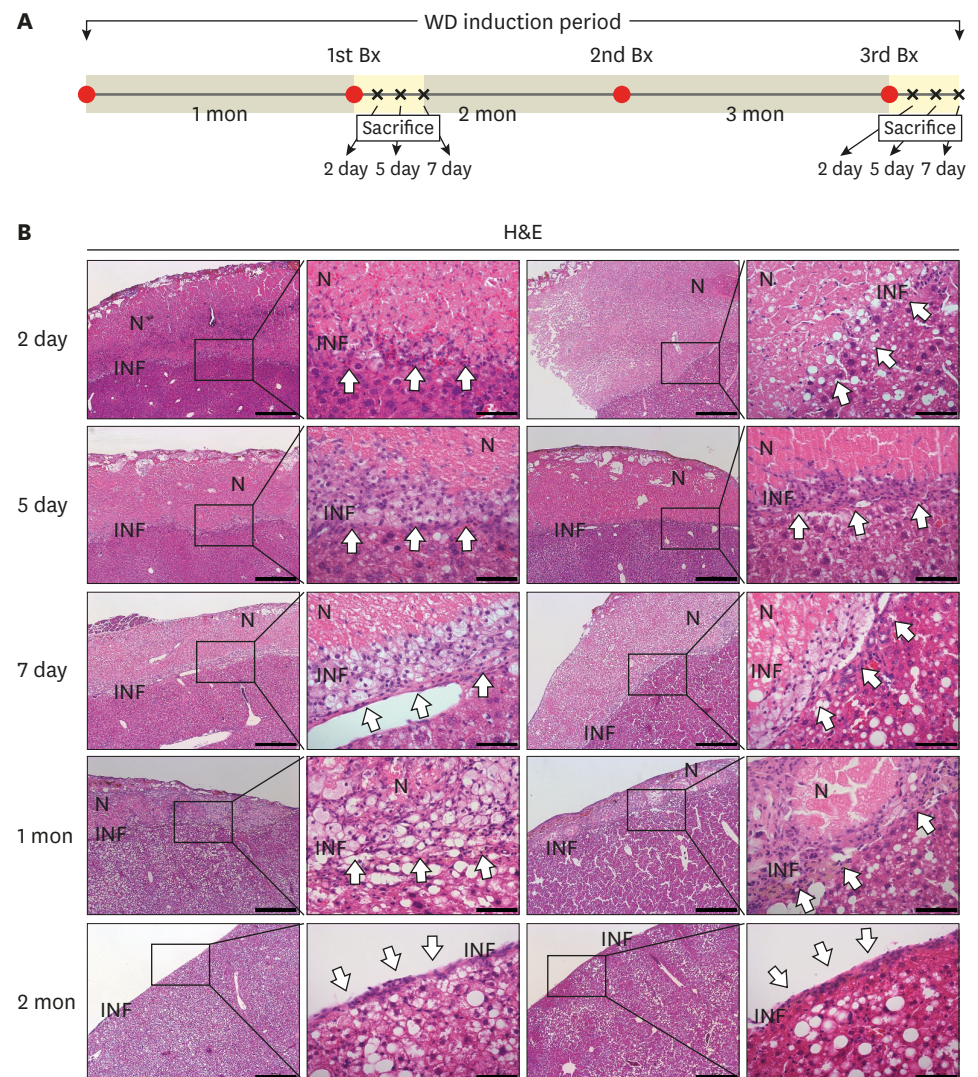 A
WD induction period
1st Bx
2nd Bx
3rd Bx
1 mon
2 mon
3 mon
Sacrifice
Sacrifice
2 day 5 day 7 day
2 day 5 day 7 day
B
H&E
2 day
N
INF
N
INF
N
N
INF
5 day
N
INF
N
INF
N
INF
N
INF
7 day
N
INF
N
INF
N
INF
N
INF
1 mon
N
INF
N
INF
N
INF
N
INF
2 mon
INF
INF
INF
INF